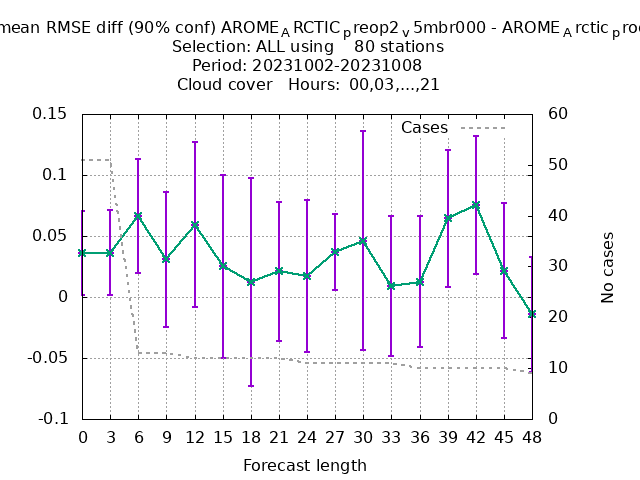 mean RMSE diff (90% conf) AROME_ARCTIC_preop2_v5mbr000 - AROME_Arctic_pro
Selection: ALL using 80 stations
Period: 20231002-20231008
Cloud cover Hours: 00,03,...,21
Cases
0.15
0.1
0.05
0
-0.05
-0.1
60
50
40
30
20
10
0
No cases
0 3 6 9 12 15 18 21 24 27 30 33 36 39 42 45 48
Forecast length